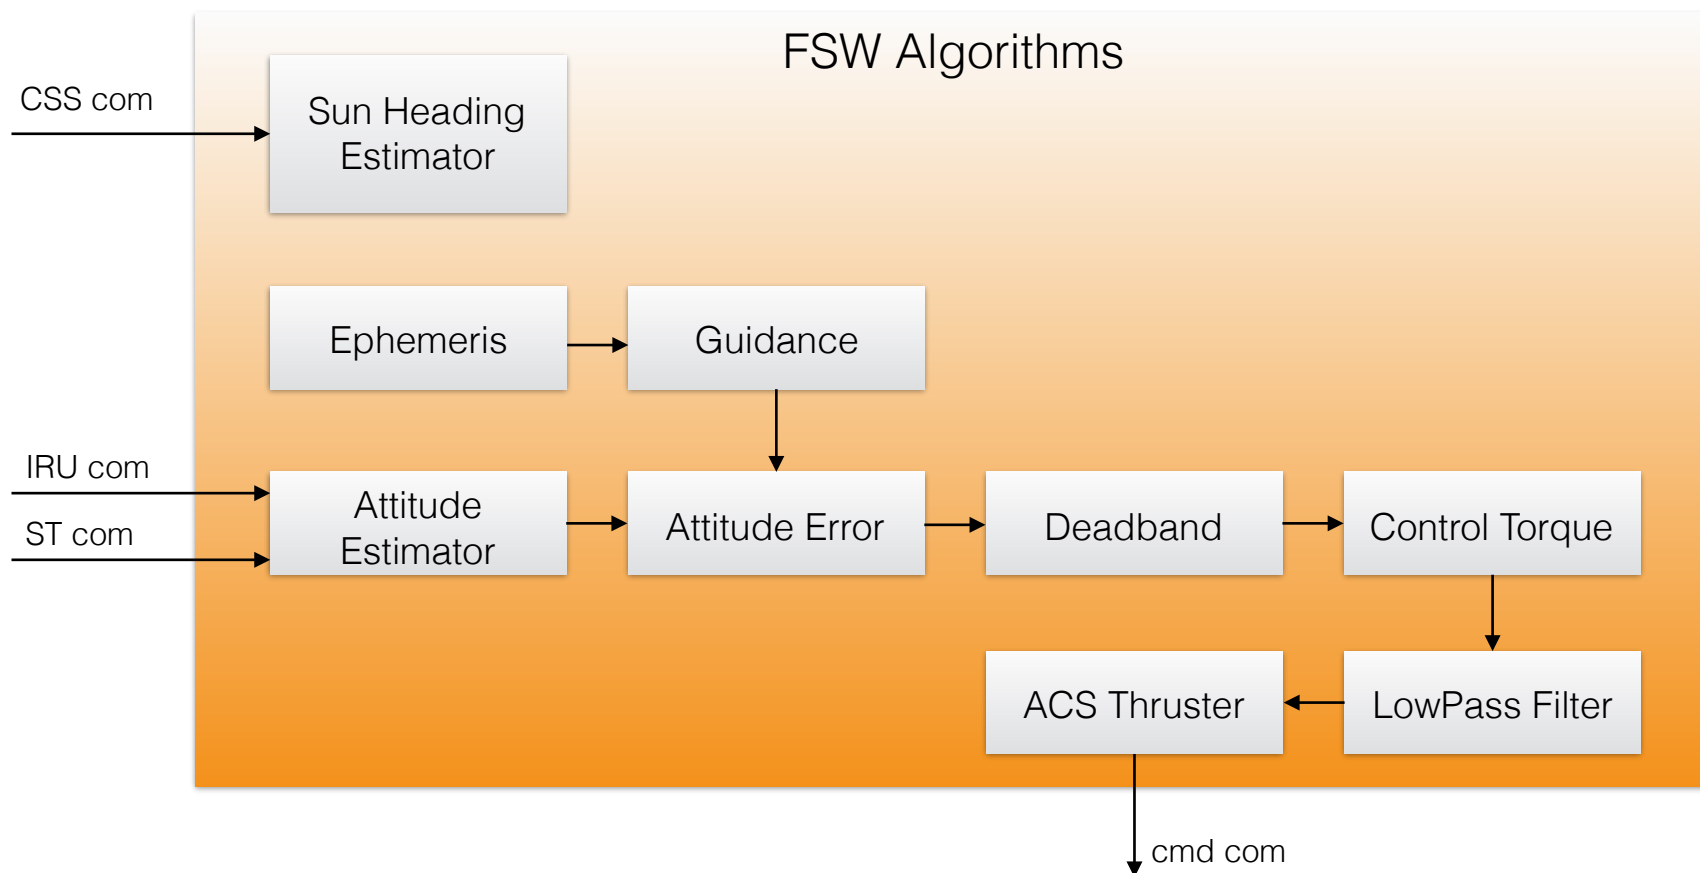 FSW Algorithms
CSS com
Sun Heading
Estimator
Ephemeris
Guidance
IRU com
ST com
Attitude
Estimator
Attitude Error
Deadband
Control Torque
ACS Thruster
LowPass Filter
cmd com